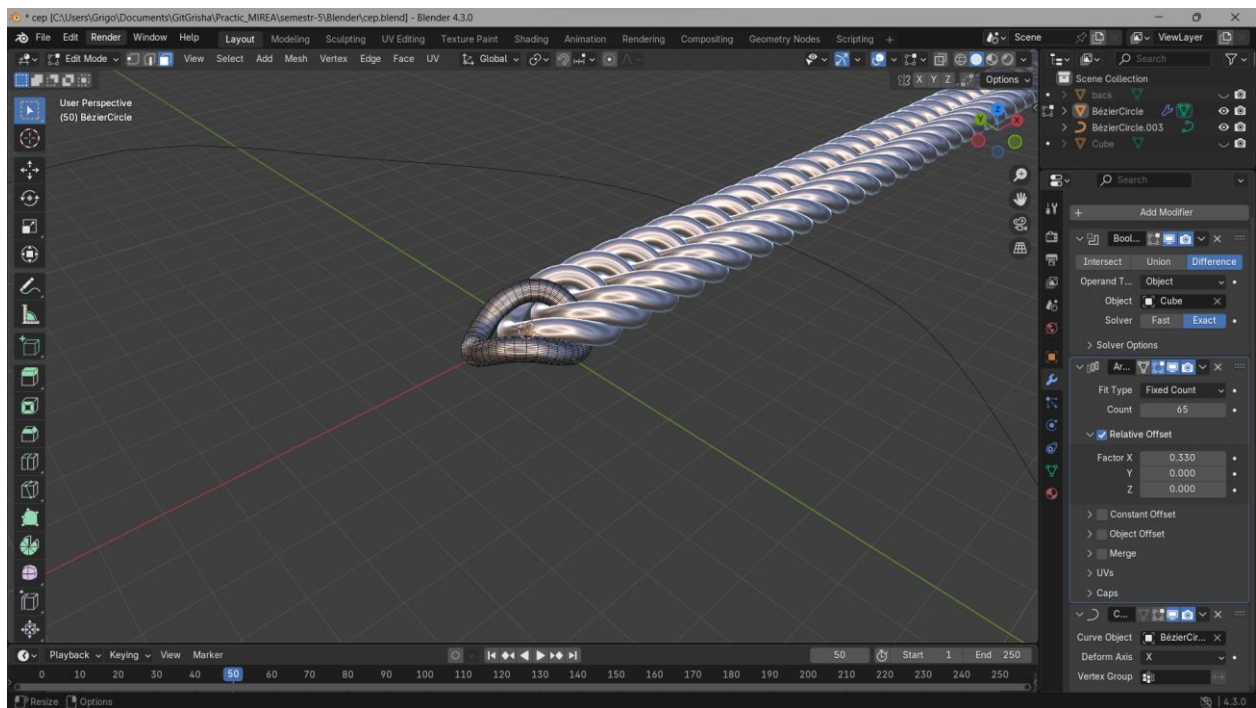 * cep [C:\Users\Grigo\Documents\GitGrisha\Practic_MIREA\semestr-5\Blender\cep.blend] - Blender 4.3.0
File Edit Render Window Help Layout Modeling Sculpting UV Editing Texture Paint Shading Animation Rendering Compositing Geometry Nodes Scripting + Scene ViewLayer
Edit Mode View Select Add Mesh Vertex Edge Face UV Global Search
X Y Z Options
Scene Collection
User Perspective
(50) BézierCircle
back
BézierCircle
BézierCircle.003
Cube
Z
Y
X
Search
Add Modifier
Bool...
Intersect Union Difference
Operand T... Object
Object Cube
Solver Fast Exact
Solver Options
Ar...
Fit Type Fixed Count
Count 65
Relative Offset
Factor X 0.330
Y 0.000
Z 0.000
Constant Offset
Object Offset
Merge
UVs
Caps
C...
Curve Object BézierCir...
Deform Axis X
Vertex Group
Playback Keying View Marker 50 Start 1 End 250
0 10 20 30 40 50 60 70 80 90 100 110 120 130 140 150 160 170 180 190 200 210 220 230 240 250
Resize Options 4.3.0